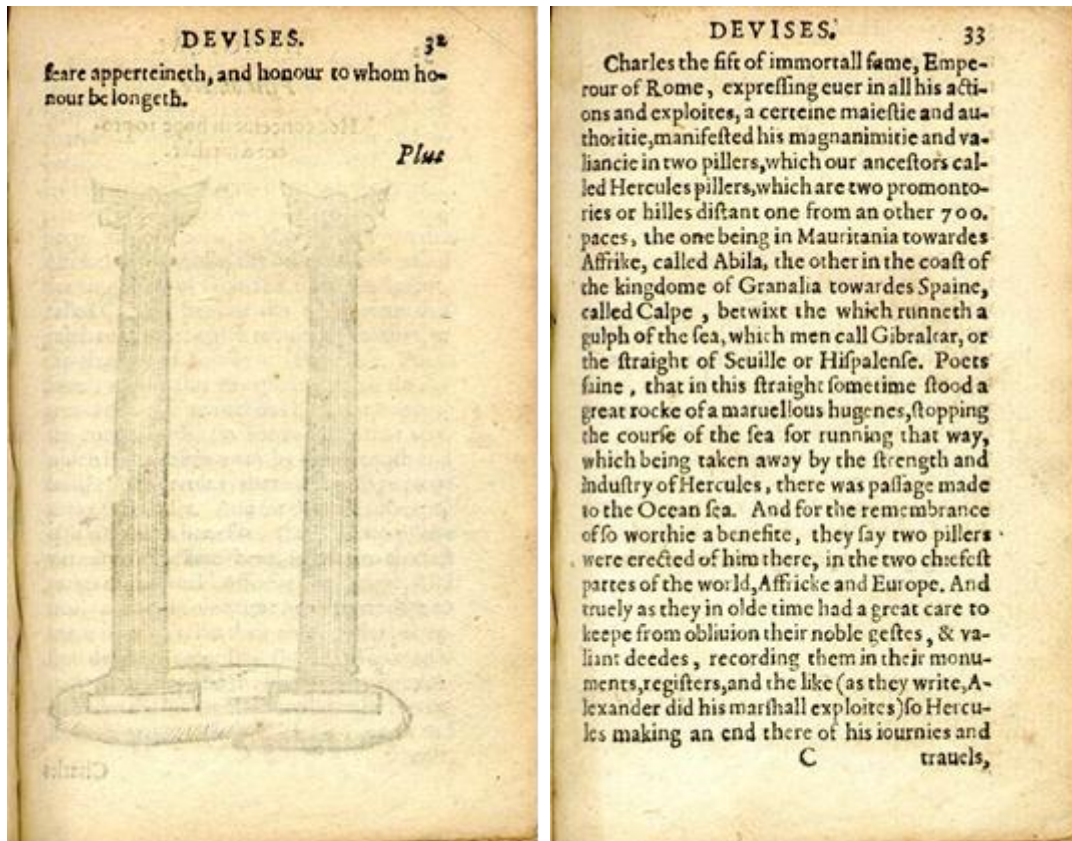 DEVISES. 32
feare apperteineth, and honour to whom ho-
nour belongeth.
Plus
DEVISES. 33
Charles the fift of immortall fame, Empe-
rour of Rome, expreſſing euer in all his acti-
ons and exploites, a certeine maieſtie and au-
thoritie, manifeſted his magnanimitie and va-
liancie in two pillers, which our anceſtors cal-
led Hercules pillers, which are two promonto-
ries or hilles diſtant one from an other 700.
paces, the one being in Mauritania towardes
Affrike, called Abila, the other in the coaſt of
the kingdome of Granalia towardes Spaine,
called Calpe, betwixt the which runneth a
gulph of the ſea, which men call Gibraltar, or
the ſtraight of Seuille or Hiſpalenſe. Poets
faine, that in this ſtraight ſometime ſtood a
great rocke of a maruellous hugenes, ſtopping
the courſe of the ſea for running that way,
which being taken away by the ſtrength and
induſtry of Hercules, there was paſſage made
to the Ocean ſea. And for the remembrance
of ſo worthie a benefite, they ſay two pillers
were erected of him there, in the two chiefeſt
partes of the world, Affricke and Europe. And
truely as they in olde time had a great care to
keepe from obliuion their noble geſtes, & va-
liant deedes, recording them in their monu-
ments, regiſters, and the like (as they write, A-
lexander did his marſhall exploites) ſo Hercu-
les making an end there of his iournies and
C trauels,